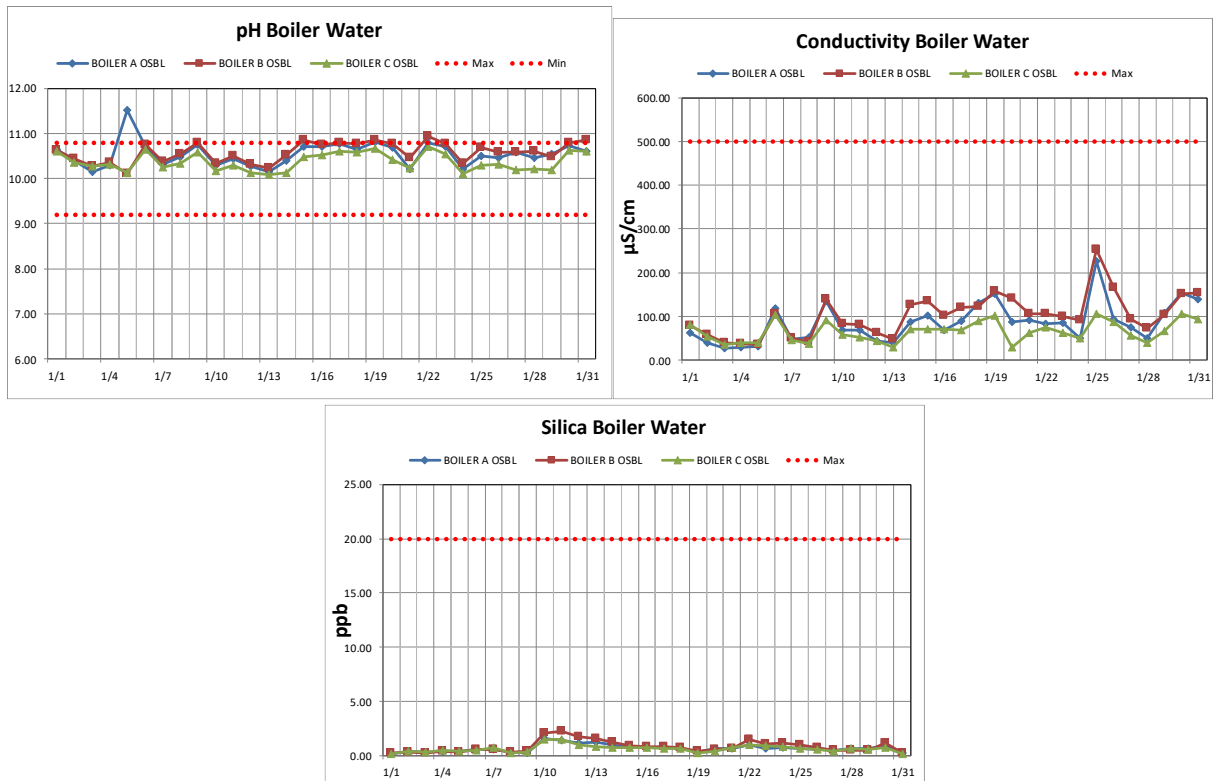 pH Boiler Water
BOILER A OSBL BOILER B OSBL BOILER C OSBL Max Min
12.00
11.00
10.00
9.00
8.00
7.00
6.00
1/1 1/4 1/7 1/10 1/13 1/16 1/19 1/22 1/25 1/28 1/31
Conductivity Boiler Water
BOILER A OSBL BOILER B OSBL BOILER C OSBL Max
600.00
500.00
400.00
300.00
200.00
100.00
0.00
µS/cm
1/1 1/4 1/7 1/10 1/13 1/16 1/19 1/22 1/25 1/28 1/31
Silica Boiler Water
BOILER A OSBL BOILER B OSBL BOILER C OSBL Max
25.00
20.00
15.00
10.00
5.00
0.00
ppb
1/1 1/4 1/7 1/10 1/13 1/16 1/19 1/22 1/25 1/28 1/31